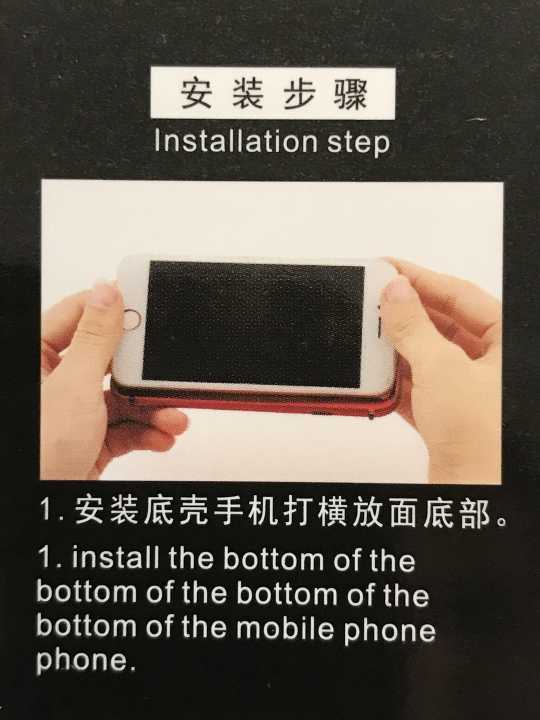 安装步骤
Installation step
1.安装底壳手机打横放面底部。
1. install the bottom of the
bottom of the bottom of the
bottom of the mobile phone
phone.